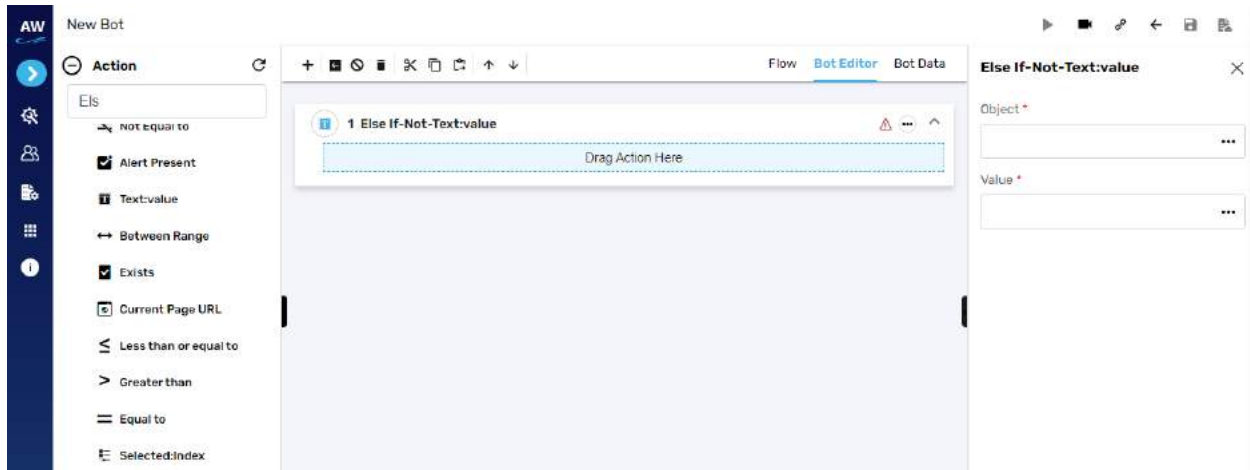 AW
New Bot
Action
Els
Not Equal to
Alert Present
Text:value
Between Range
Exists
Current Page URL
Less than or equal to
Greater than
Equal to
Selected:Index
Flow Bot Editor Bot Data
1 Else If-Not-Text:value
Drag Action Here
Else If-Not-Text:value
Object *
Value *